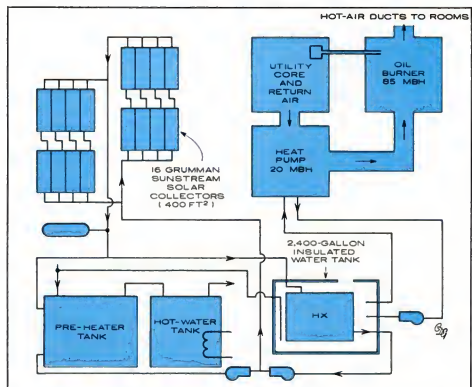 HOT-AIR DUCTS TO ROOMS
UTILITY
CORE
AND
RETURN
AIR
OIL
BURNER
85 MBH
HEAT
PUMP
20 MBH
16 GRUMMAN
SUNSTREAM
SOLAR
COLLECTORS
(400 FT²)
2,400-GALLON
INSULATED
WATER TANK
PRE-HEATER
TANK
HOT-WATER
TANK
HX